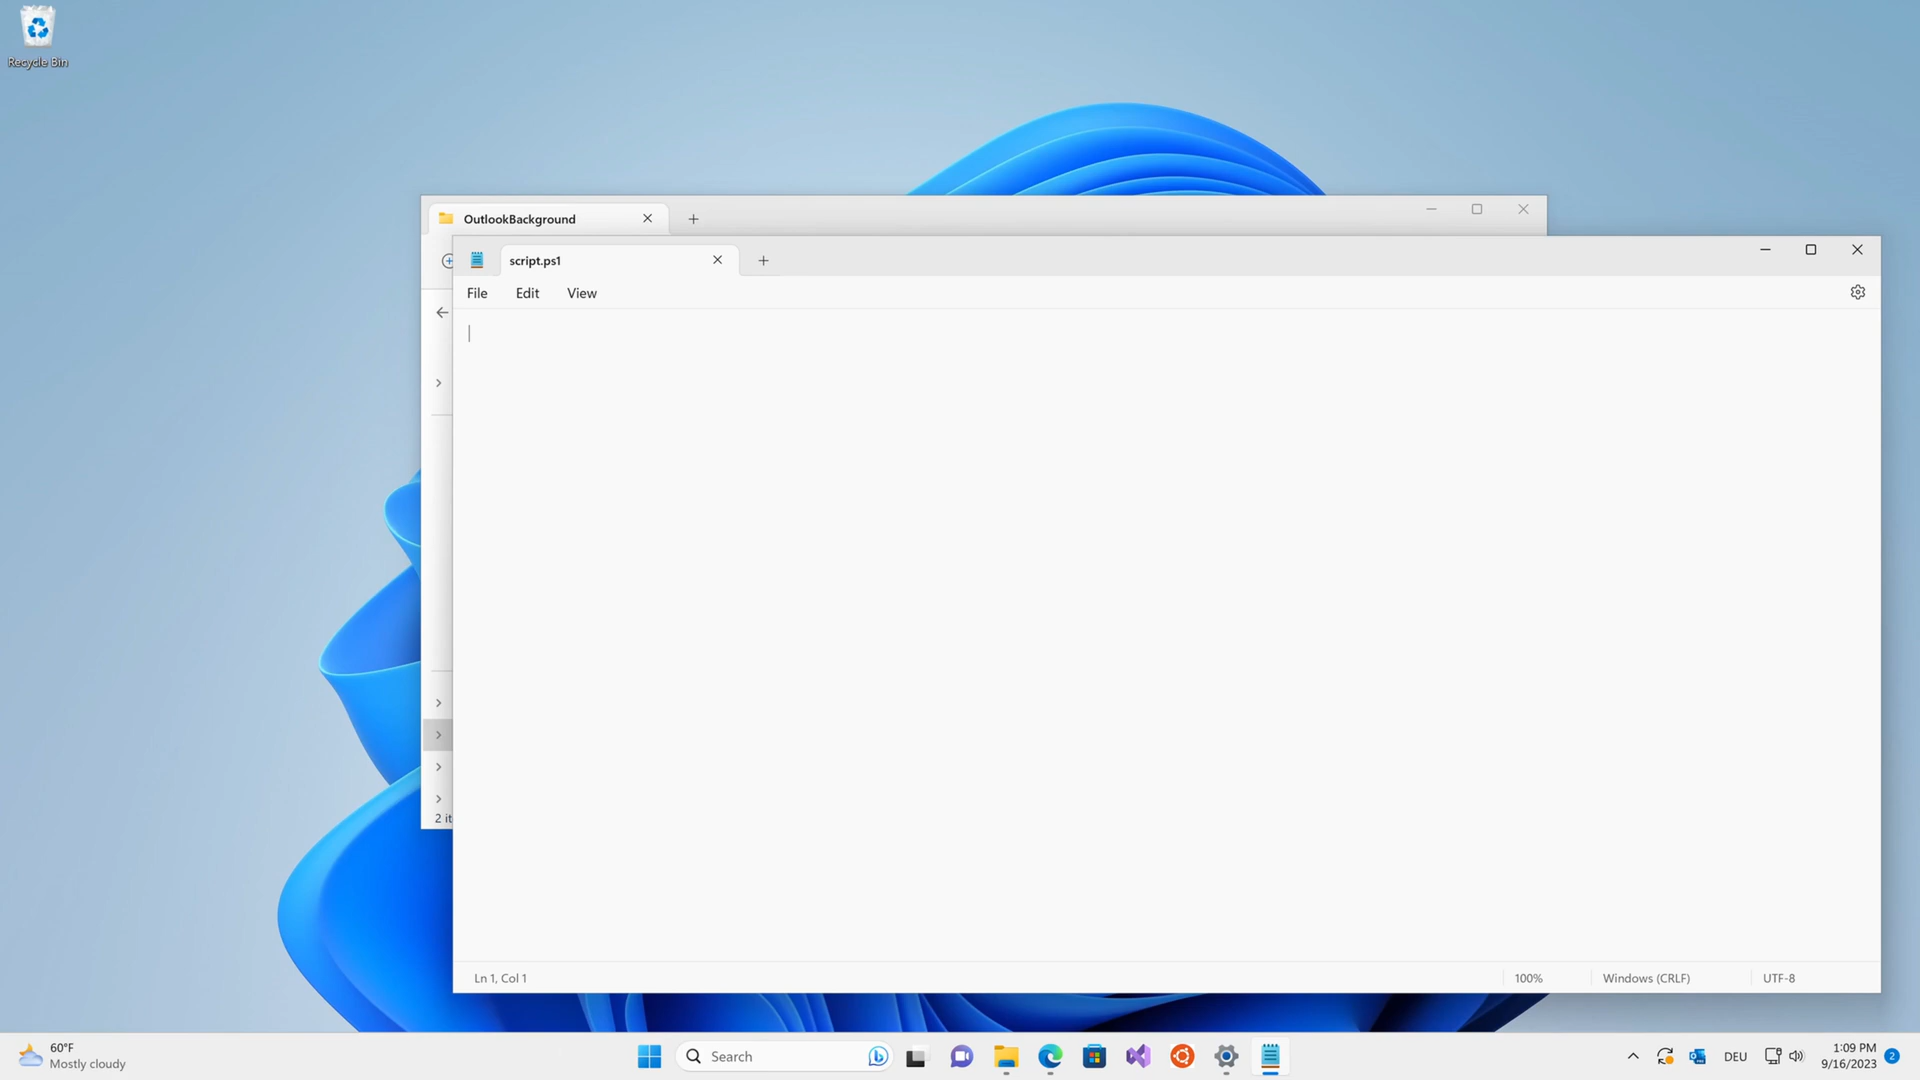 Recycle Bin
OutlookBackground
script.ps1
File Edit View
2 it
Ln 1, Col 1
100%
Windows (CRLF)
UTF-8
60°F
Mostly cloudy
Search
DEU
1:09 PM
9/16/2023
2